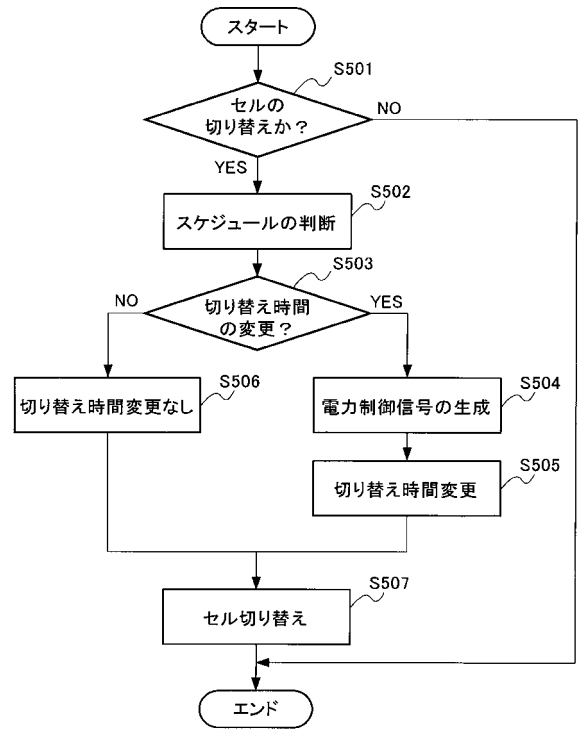 スタート
S501
セルの
切り替えか？
NO
YES
S502
スケジュールの判断
S503
切り替え時間
の変更？
NO
YES
S506
切り替え時間変更なし
S504
電力制御信号の生成
S505
切り替え時間変更
S507
セル切り替え
エンド